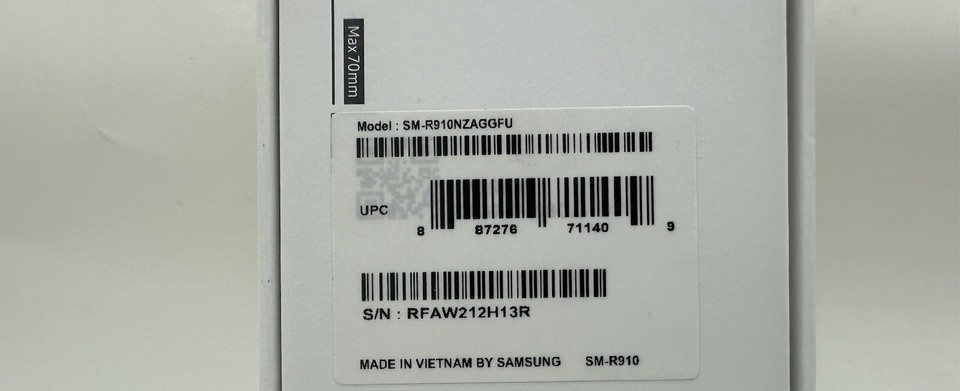 Max 70mm
Model : SM-R910NZAGGFU
UPC
8 87276 71140 9
S/N : RFAW212H13R
MADE IN VIETNAM BY SAMSUNG SM-R910